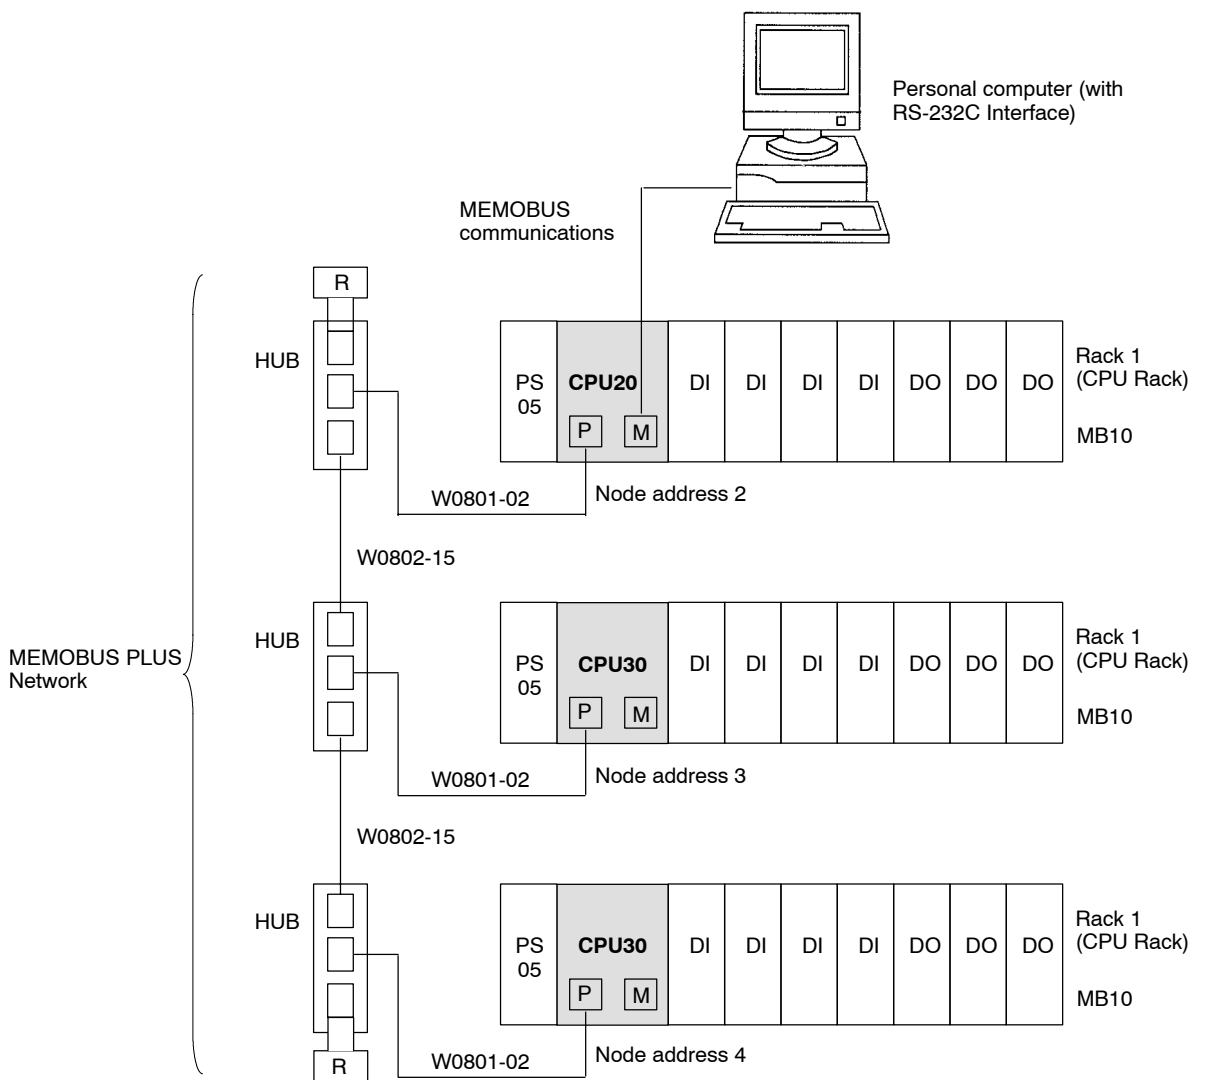 Personal computer (with
RS-232C Interface)
MEMOBUS
communications
R
HUB
PS
05
CPU20
P
M
DI
DI
DI
DI
DO
DO
DO
Rack 1
(CPU Rack)
MB10
W0801-02
Node address 2
W0802-15
MEMOBUS PLUS
Network
HUB
PS
05
CPU30
P
M
DI
DI
DI
DI
DO
DO
DO
Rack 1
(CPU Rack)
MB10
W0801-02
Node address 3
W0802-15
HUB
PS
05
CPU30
P
M
DI
DI
DI
DI
DO
DO
DO
Rack 1
(CPU Rack)
MB10
R
W0801-02
Node address 4